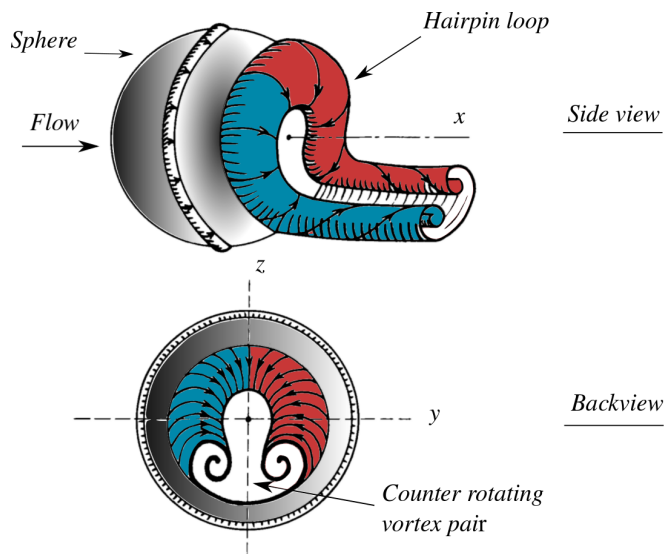 Sphere
Hairpin loop
Flow
x
Side view
z
y
Backview
Counter rotating
vortex pair